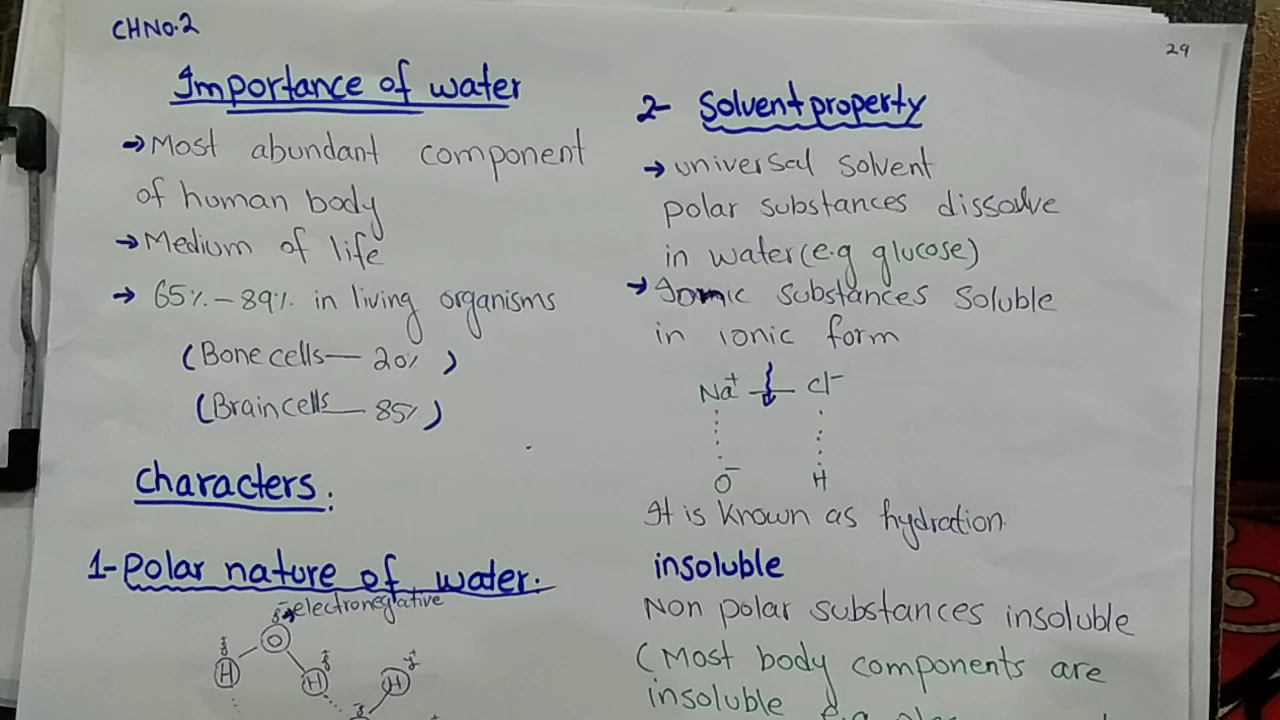 CHNO.2
29
Importance of water
→ Most abundant component
of human body
→ Medium of life
→ 65% - 89% in living organisms
(Bone cells — 20%)
(Brain cells — 85%)
Characters:
1- Polar nature of water.
δ- → electronegative
O
H δ+
H δ+
H δ+
2- Solvent property
→ universal solvent
polar substances dissolve
in water (e.g glucose)
→ Ionic substances soluble
in ionic form
Na+ — Cl-
O- H
It is known as hydration.
insoluble
Non polar substances insoluble
(Most body components are
insoluble e.g